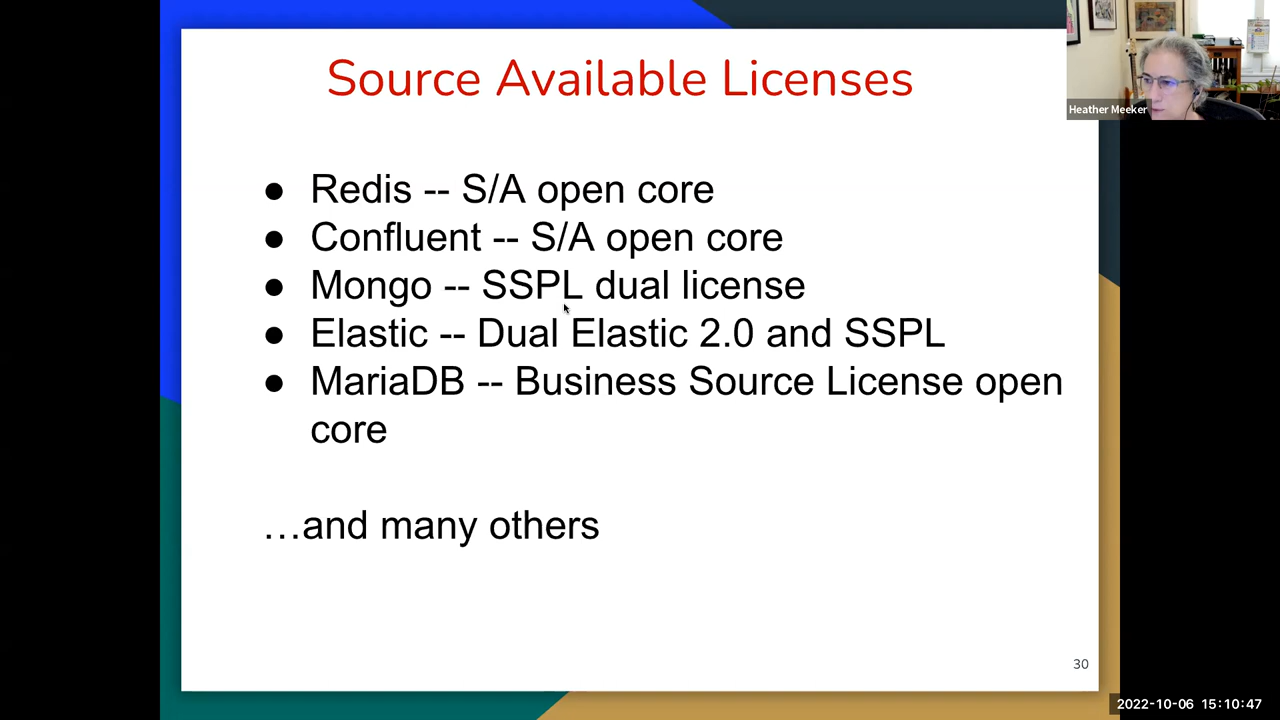 Source Available Licenses
Heather Meeker
● Redis -- S/A open core
● Confluent -- S/A open core
● Mongo -- SSPL dual license
● Elastic -- Dual Elastic 2.0 and SSPL
● MariaDB -- Business Source License open
core
…and many others
30
2022-10-06 15:10:47